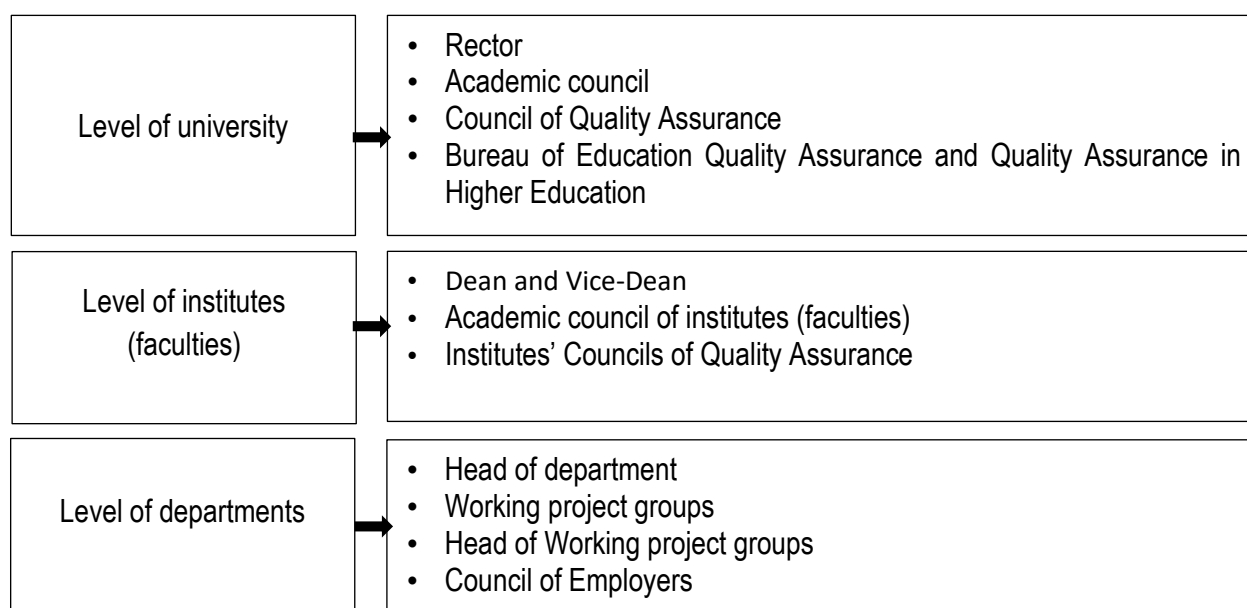 Level of university
• Rector
• Academic council
• Council of Quality Assurance
• Bureau of Education Quality Assurance and Quality Assurance in
Higher Education
Level of institutes
(faculties)
• Dean and Vice-Dean
• Academic council of institutes (faculties)
• Institutes’ Councils of Quality Assurance
Level of departments
• Head of department
• Working project groups
• Head of Working project groups
• Council of Employers